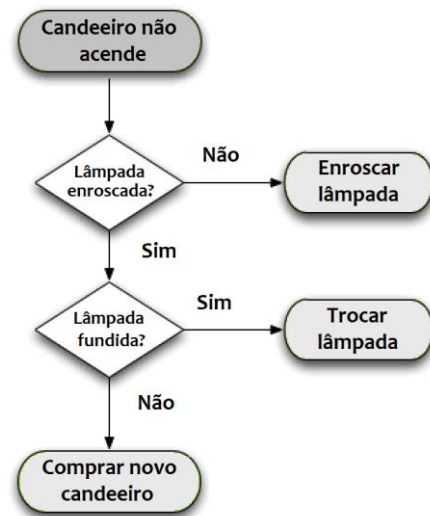 Candeeiro não
acende
Lâmpada
enroscada?
Não
Enroscar
lâmpada
Sim
Lâmpada
fundida?
Sim
Trocar
lâmpada
Não
Comprar novo
candeeiro